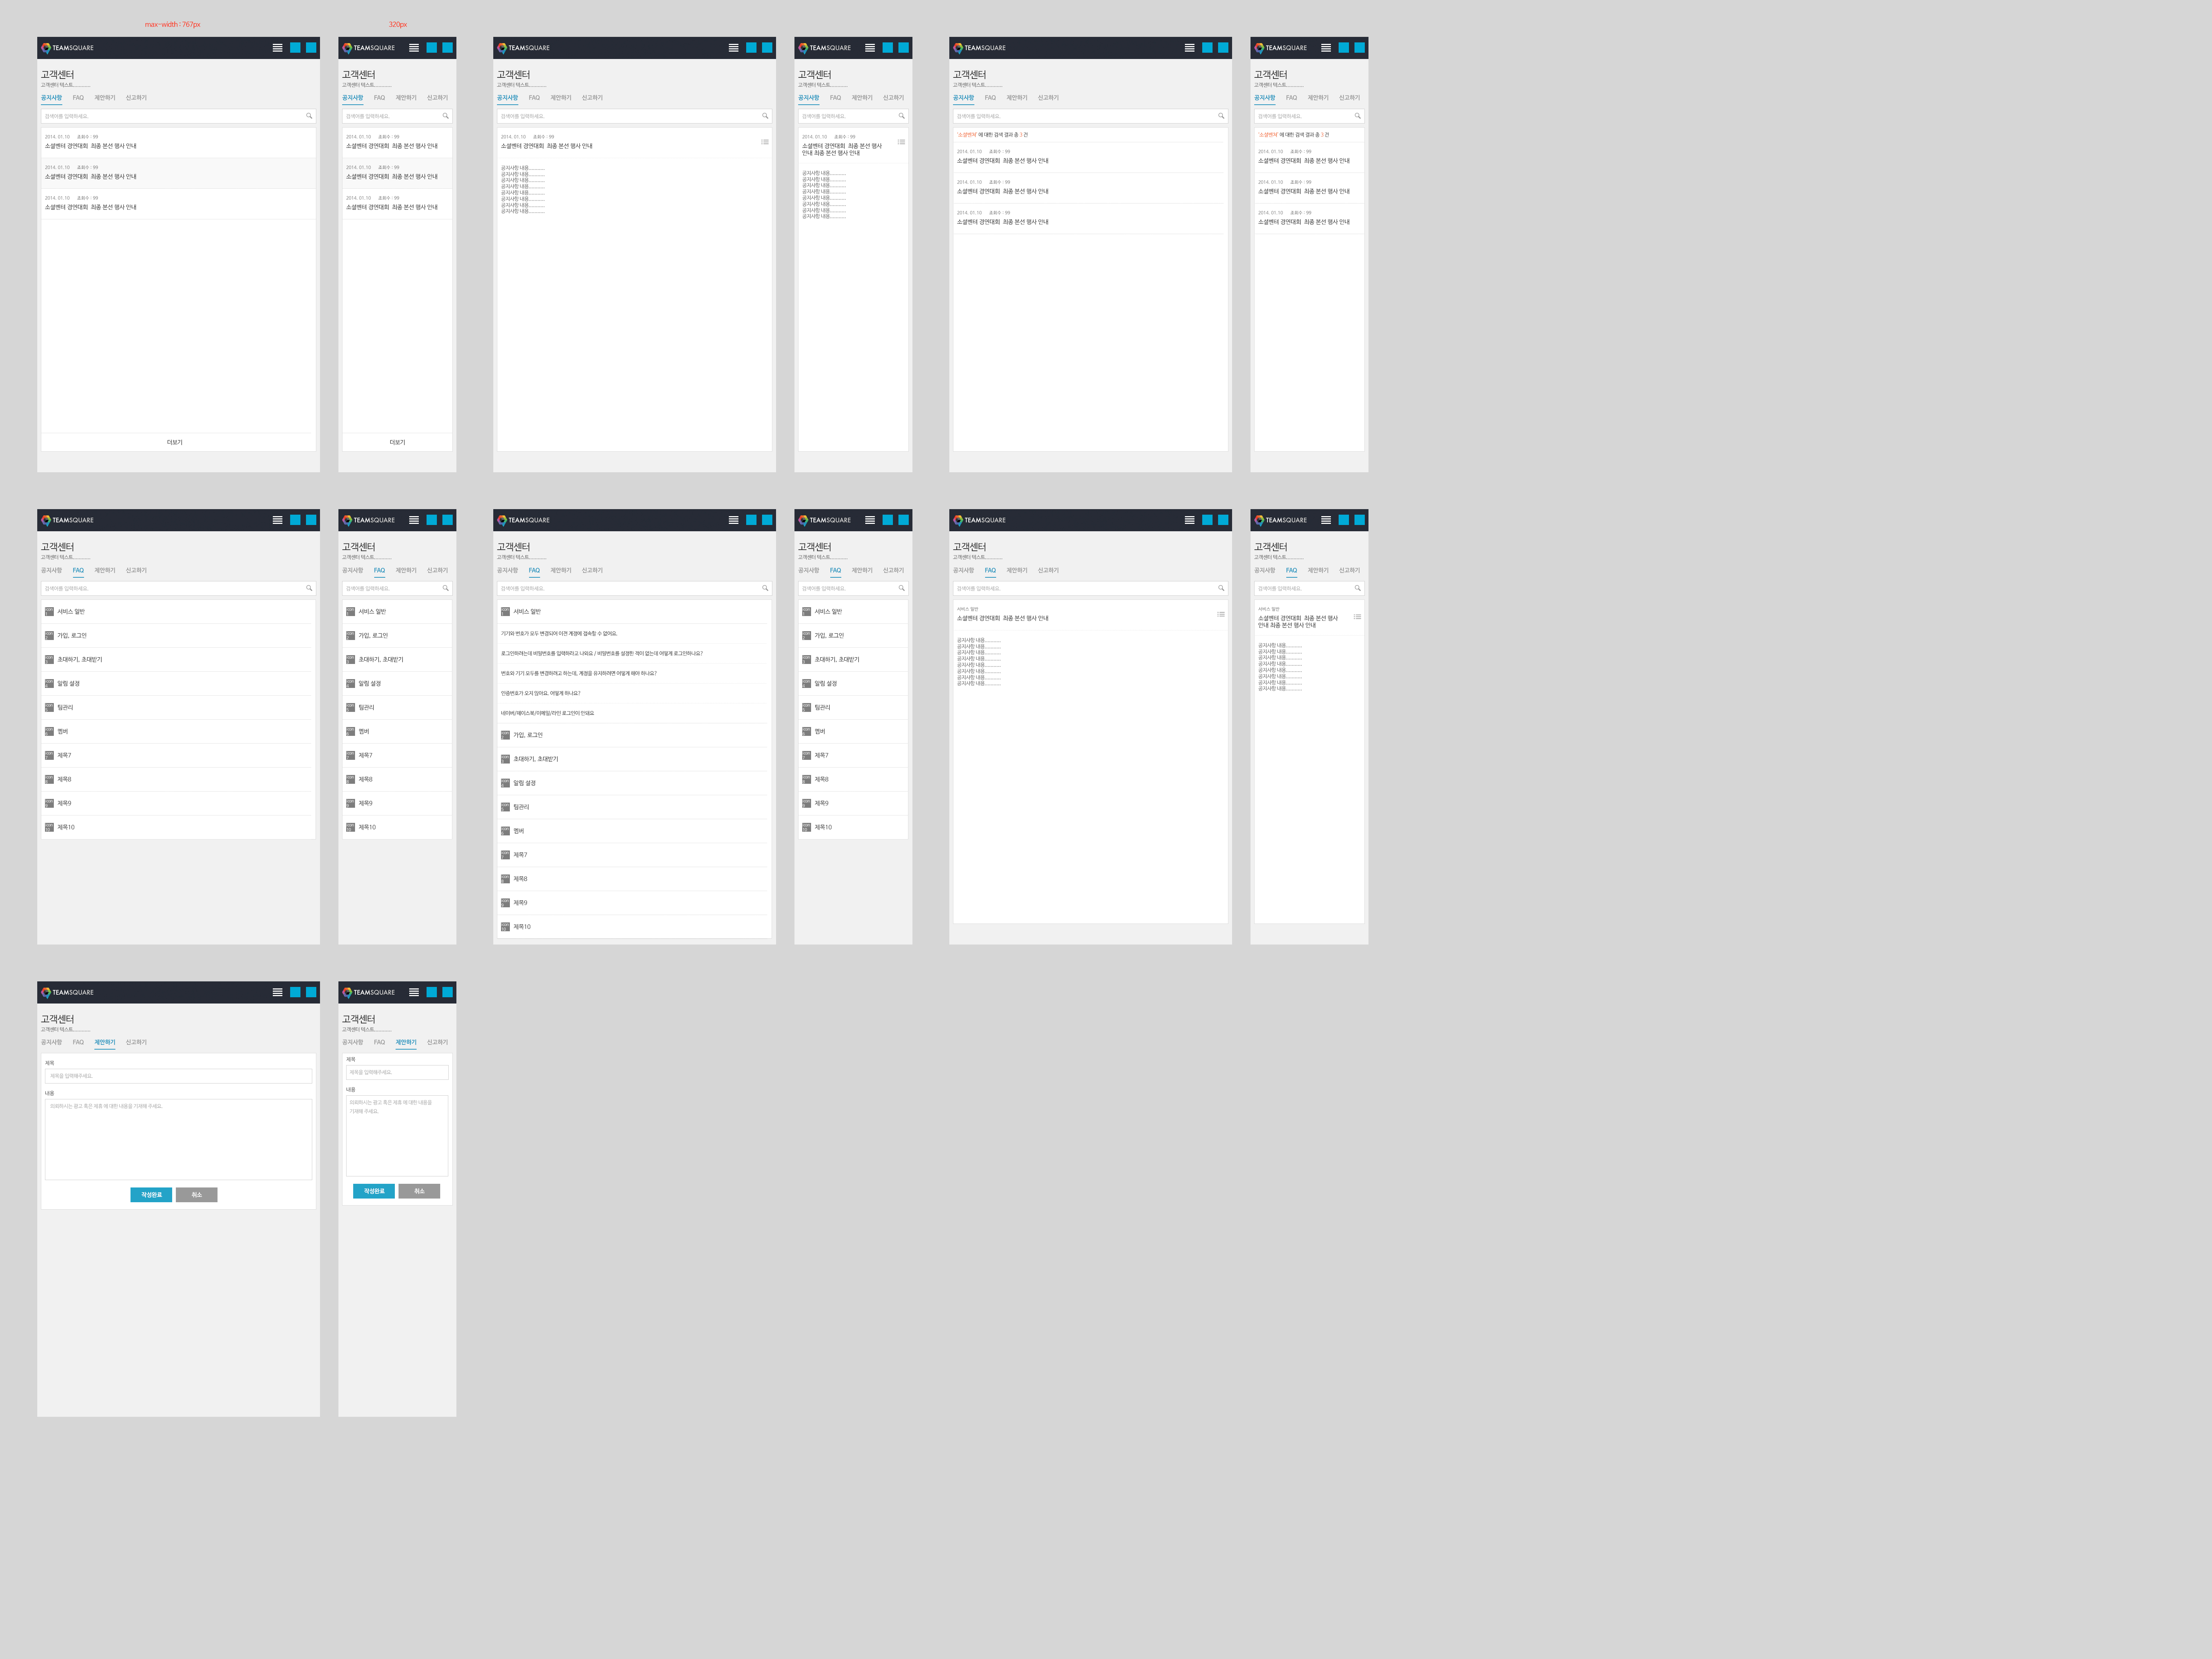 max-width : 767px
320px
TEAMSQUARE
고객센터
고객센터 텍스트..............
공지사항 FAQ 제안하기 신고하기
검색어를 입력하세요.
2014. 01. 10 조회수 : 99
소셜벤터 경연대회 최종 본선 행사 안내
2014. 01. 10 조회수 : 99
소셜벤터 경연대회 최종 본선 행사 안내
2014. 01. 10 조회수 : 99
소셜벤터 경연대회 최종 본선 행사 안내
더보기
TEAMSQUARE
고객센터
고객센터 텍스트..............
공지사항 FAQ 제안하기 신고하기
검색어를 입력하세요.
2014. 01. 10 조회수 : 99
소셜벤터 경연대회 최종 본선 행사 안내
2014. 01. 10 조회수 : 99
소셜벤터 경연대회 최종 본선 행사 안내
2014. 01. 10 조회수 : 99
소셜벤터 경연대회 최종 본선 행사 안내
더보기
TEAMSQUARE
고객센터
고객센터 텍스트..............
공지사항 FAQ 제안하기 신고하기
검색어를 입력하세요.
2014. 01. 10 조회수 : 99
소셜벤터 경연대회 최종 본선 행사 안내
공지사항 내용.............
공지사항 내용.............
공지사항 내용.............
공지사항 내용.............
공지사항 내용.............
공지사항 내용.............
공지사항 내용.............
공지사항 내용.............
TEAMSQUARE
고객센터
고객센터 텍스트..............
공지사항 FAQ 제안하기 신고하기
검색어를 입력하세요.
2014. 01. 10 조회수 : 99
소셜벤터 경연대회 최종 본선 행사
안내 최종 본선 행사 안내
공지사항 내용.............
공지사항 내용.............
공지사항 내용.............
공지사항 내용.............
공지사항 내용.............
공지사항 내용.............
공지사항 내용.............
공지사항 내용.............
TEAMSQUARE
고객센터
고객센터 텍스트..............
공지사항 FAQ 제안하기 신고하기
검색어를 입력하세요.
'소셜벤쳐' 에 대한 검색 결과 총 3 건
2014. 01. 10 조회수 : 99
소셜벤터 경연대회 최종 본선 행사 안내
2014. 01. 10 조회수 : 99
소셜벤터 경연대회 최종 본선 행사 안내
2014. 01. 10 조회수 : 99
소셜벤터 경연대회 최종 본선 행사 안내
TEAMSQUARE
고객센터
고객센터 텍스트..............
공지사항 FAQ 제안하기 신고하기
검색어를 입력하세요.
'소셜벤쳐' 에 대한 검색 결과 총 3 건
2014. 01. 10 조회수 : 99
소셜벤터 경연대회 최종 본선 행사 안내
2014. 01. 10 조회수 : 99
소셜벤터 경연대회 최종 본선 행사 안내
2014. 01. 10 조회수 : 99
소셜벤터 경연대회 최종 본선 행사 안내
TEAMSQUARE
고객센터
고객센터 텍스트..............
공지사항 FAQ 제안하기 신고하기
검색어를 입력하세요.
서비스 일반
가입, 로그인
초대하기, 초대받기
알림 설정
팀관리
멤버
제목7
제목8
제목9
제목10
TEAMSQUARE
고객센터
고객센터 텍스트..............
공지사항 FAQ 제안하기 신고하기
검색어를 입력하세요.
서비스 일반
가입, 로그인
초대하기, 초대받기
알림 설정
팀관리
멤버
제목7
제목8
제목9
제목10
TEAMSQUARE
고객센터
고객센터 텍스트..............
공지사항 FAQ 제안하기 신고하기
검색어를 입력하세요.
서비스 일반
기기와 번호가 모두 변경되어 이전 계정에 접속할 수 없어요.
로그인하려는데 비밀번호를 입력하라고 나와요 / 비밀번호를 설정한 적이 없는데 어떻게 로그인하나요?
번호와 기기 모두를 변경하려고 하는데, 계정을 유지하려면 어떻게 해야 하나요?
인증번호가 오지 않아요. 어떻게 하나요?
네이버/페이스북/이메일/라인 로그인이 안돼요
가입, 로그인
초대하기, 초대받기
알림 설정
팀관리
멤버
제목7
제목8
제목9
제목10
TEAMSQUARE
고객센터
고객센터 텍스트..............
공지사항 FAQ 제안하기 신고하기
검색어를 입력하세요.
서비스 일반
가입, 로그인
초대하기, 초대받기
알림 설정
팀관리
멤버
제목7
제목8
제목9
제목10
TEAMSQUARE
고객센터
고객센터 텍스트..............
공지사항 FAQ 제안하기 신고하기
검색어를 입력하세요.
서비스 일반
소셜벤터 경연대회 최종 본선 행사 안내
공지사항 내용.............
공지사항 내용.............
공지사항 내용.............
공지사항 내용.............
공지사항 내용.............
공지사항 내용.............
공지사항 내용.............
공지사항 내용.............
TEAMSQUARE
고객센터
고객센터 텍스트..............
공지사항 FAQ 제안하기 신고하기
검색어를 입력하세요.
서비스 일반
소셜벤터 경연대회 최종 본선 행사
안내 최종 본선 행사 안내
공지사항 내용.............
공지사항 내용.............
공지사항 내용.............
공지사항 내용.............
공지사항 내용.............
공지사항 내용.............
공지사항 내용.............
공지사항 내용.............
TEAMSQUARE
고객센터
고객센터 텍스트..............
공지사항 FAQ 제안하기 신고하기
제목
제목을 입력해주세요.
내용
의뢰하시는 광고 혹은 제휴 에 대한 내용을 기재해 주세요.
작성완료 취소
TEAMSQUARE
고객센터
고객센터 텍스트..............
공지사항 FAQ 제안하기 신고하기
제목
제목을 입력해주세요.
내용
의뢰하시는 광고 혹은 제휴 에 대한 내용을
기재해 주세요.
작성완료 취소